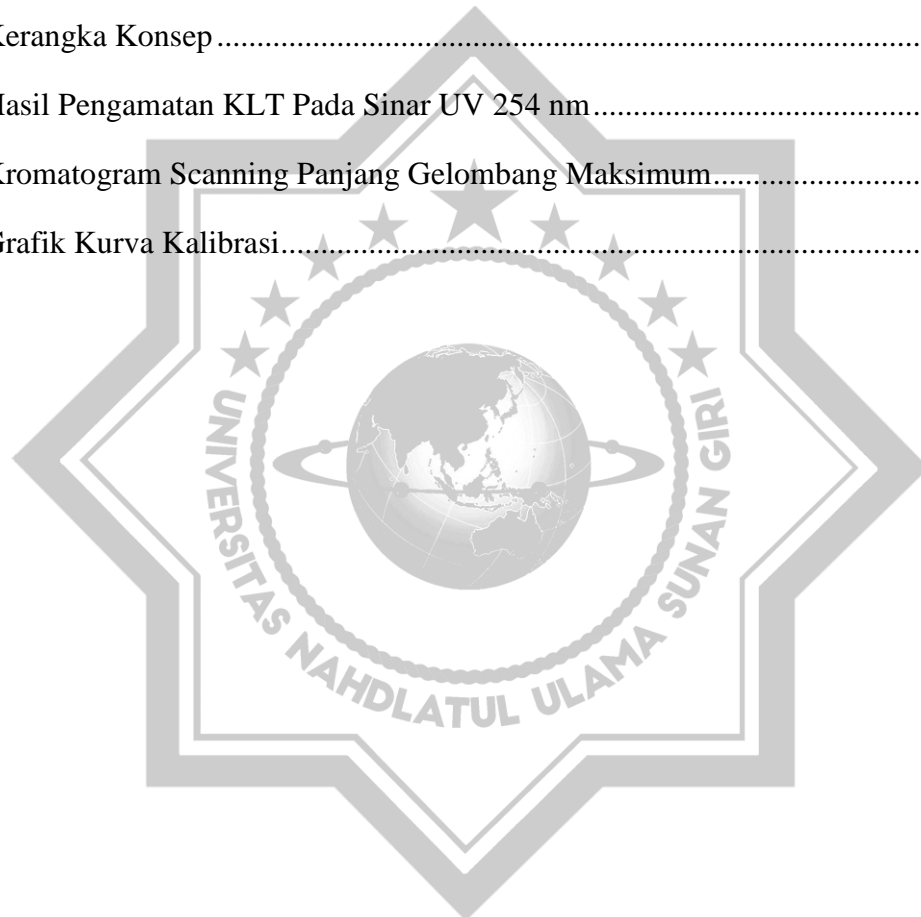 Kerangka Konsep................................................................................................
Hasil Pengamatan KLT Pada Sinar UV 254 nm..........................................
Kromatogram Scanning Panjang Gelombang Maksimum...........................
Grafik Kurva Kalibrasi................................................................................
UNIVERSITAS NAHDLATUL ULAMA SUNAN GIRI